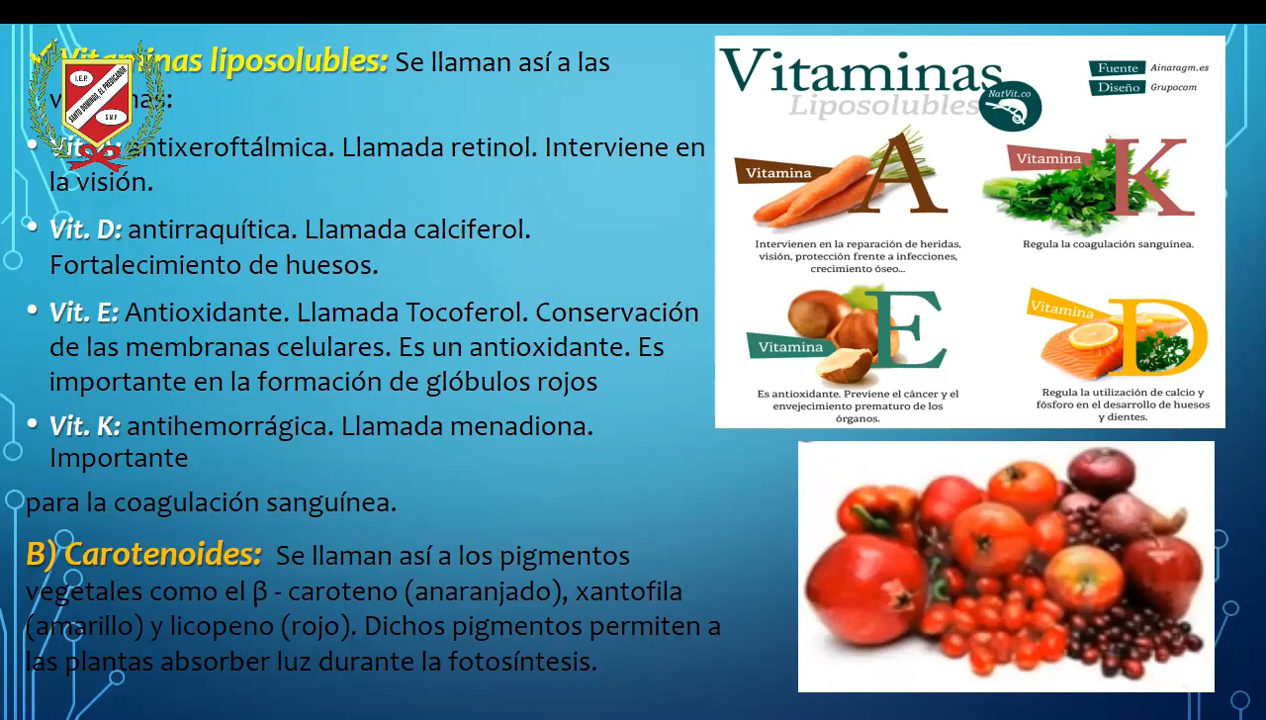 Vitaminas liposolubles: Se llaman así a las
vitaminas:
• Vit. A: antixeroftálmica. Llamada retinol. Interviene en
la visión.
• Vit. D: antirraquítica. Llamada calciferol.
Fortalecimiento de huesos.
• Vit. E: Antioxidante. Llamada Tocoferol. Conservación
de las membranas celulares. Es un antioxidante. Es
importante en la formación de glóbulos rojos
• Vit. K: antihemorrágica. Llamada menadiona.
Importante
para la coagulación sanguínea.
B) Carotenoides: Se llaman así a los pigmentos
vegetales como el β - caroteno (anaranjado), xantofila
(amarillo) y licopeno (rojo). Dichos pigmentos permiten a
las plantas absorber luz durante la fotosíntesis.
I.E.P.
SANTO DOMINGO, EL PREDICADOR
S M P
Vitaminas
Liposolubles
NatVit.co
Fuente Ainaragm.es
Diseño Grupocom
Vitamina A
Intervienen en la reparación de heridas,
visión, protección frente a infecciones,
crecimiento óseo...
Vitamina K
Regula la coagulación sanguínea.
Vitamina E
Es antioxidante. Previene el cáncer y el
envejecimiento prematuro de los
órganos.
Vitamina D
Regula la utilización de calcio y
fósforo en el desarrollo de huesos
y dientes.